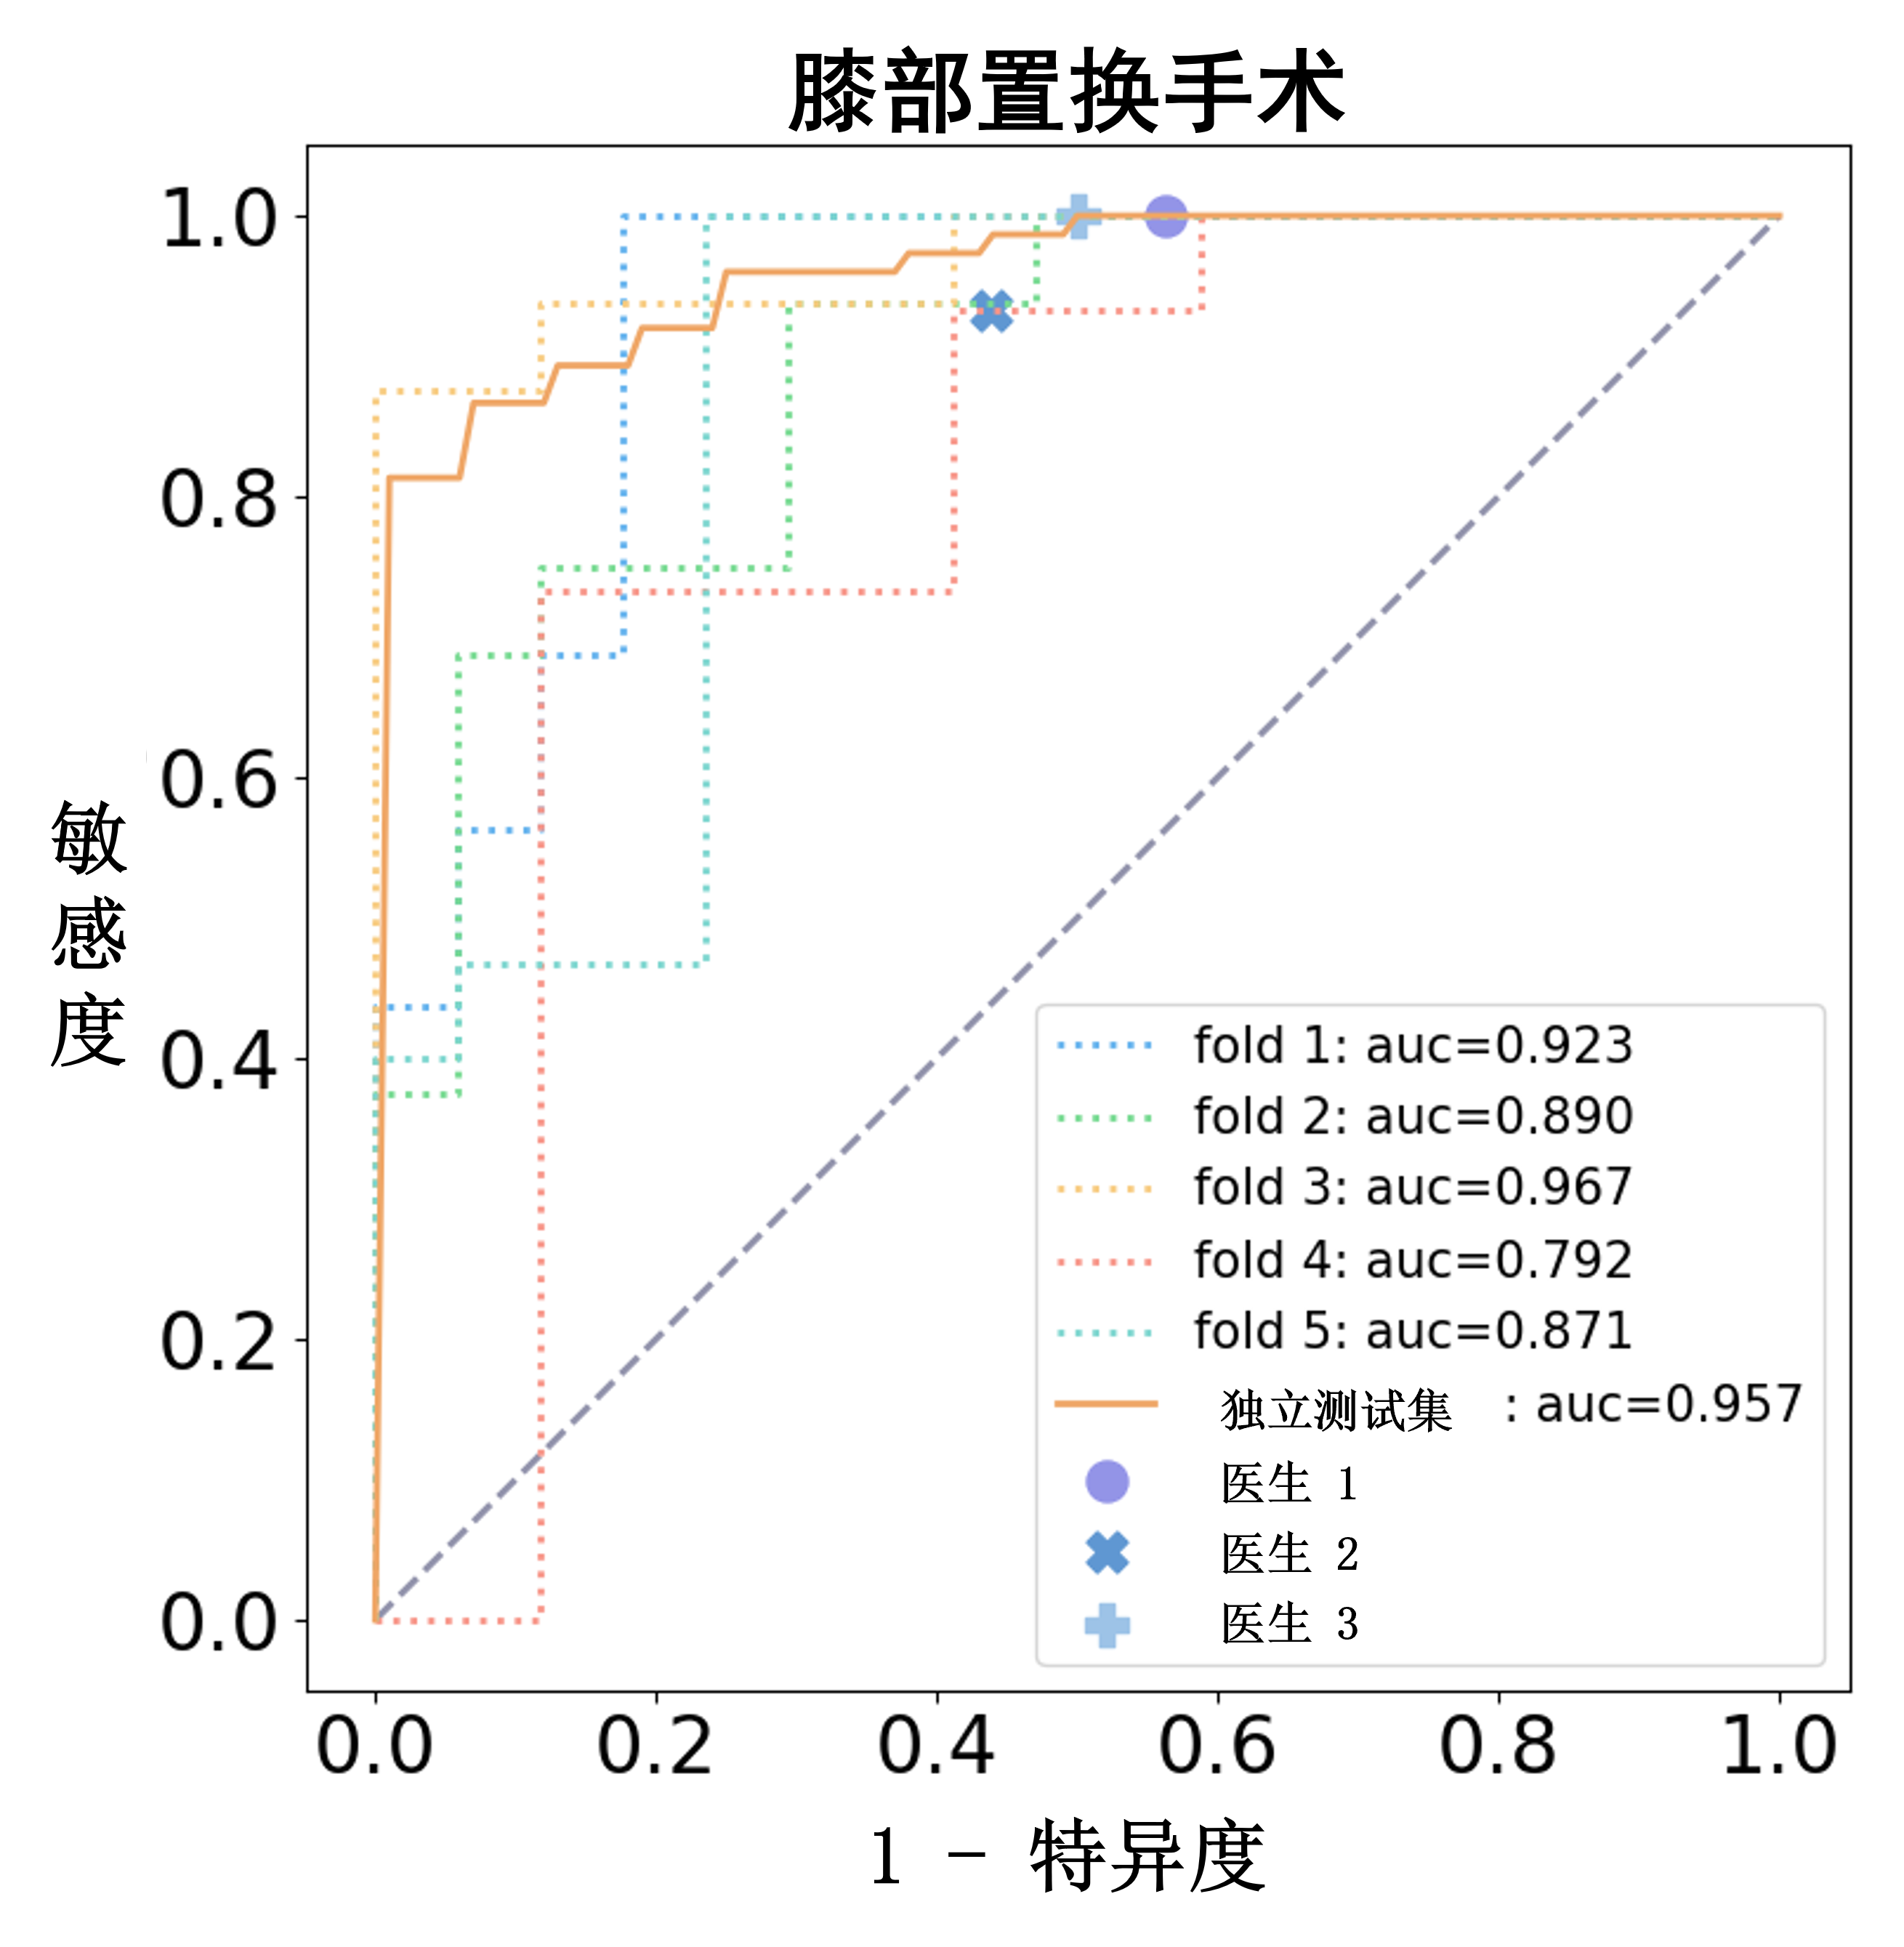 膝部置换手术
1.0
0.8
0.6
0.4
0.2
0.0
敏感度
fold 1: auc=0.923
fold 2: auc=0.890
fold 3: auc=0.967
fold 4: auc=0.792
fold 5: auc=0.871
独立测试集 : auc=0.957
医生 1
医生 2
医生 3
0.0 0.2 0.4 0.6 0.8 1.0
1 - 特异度